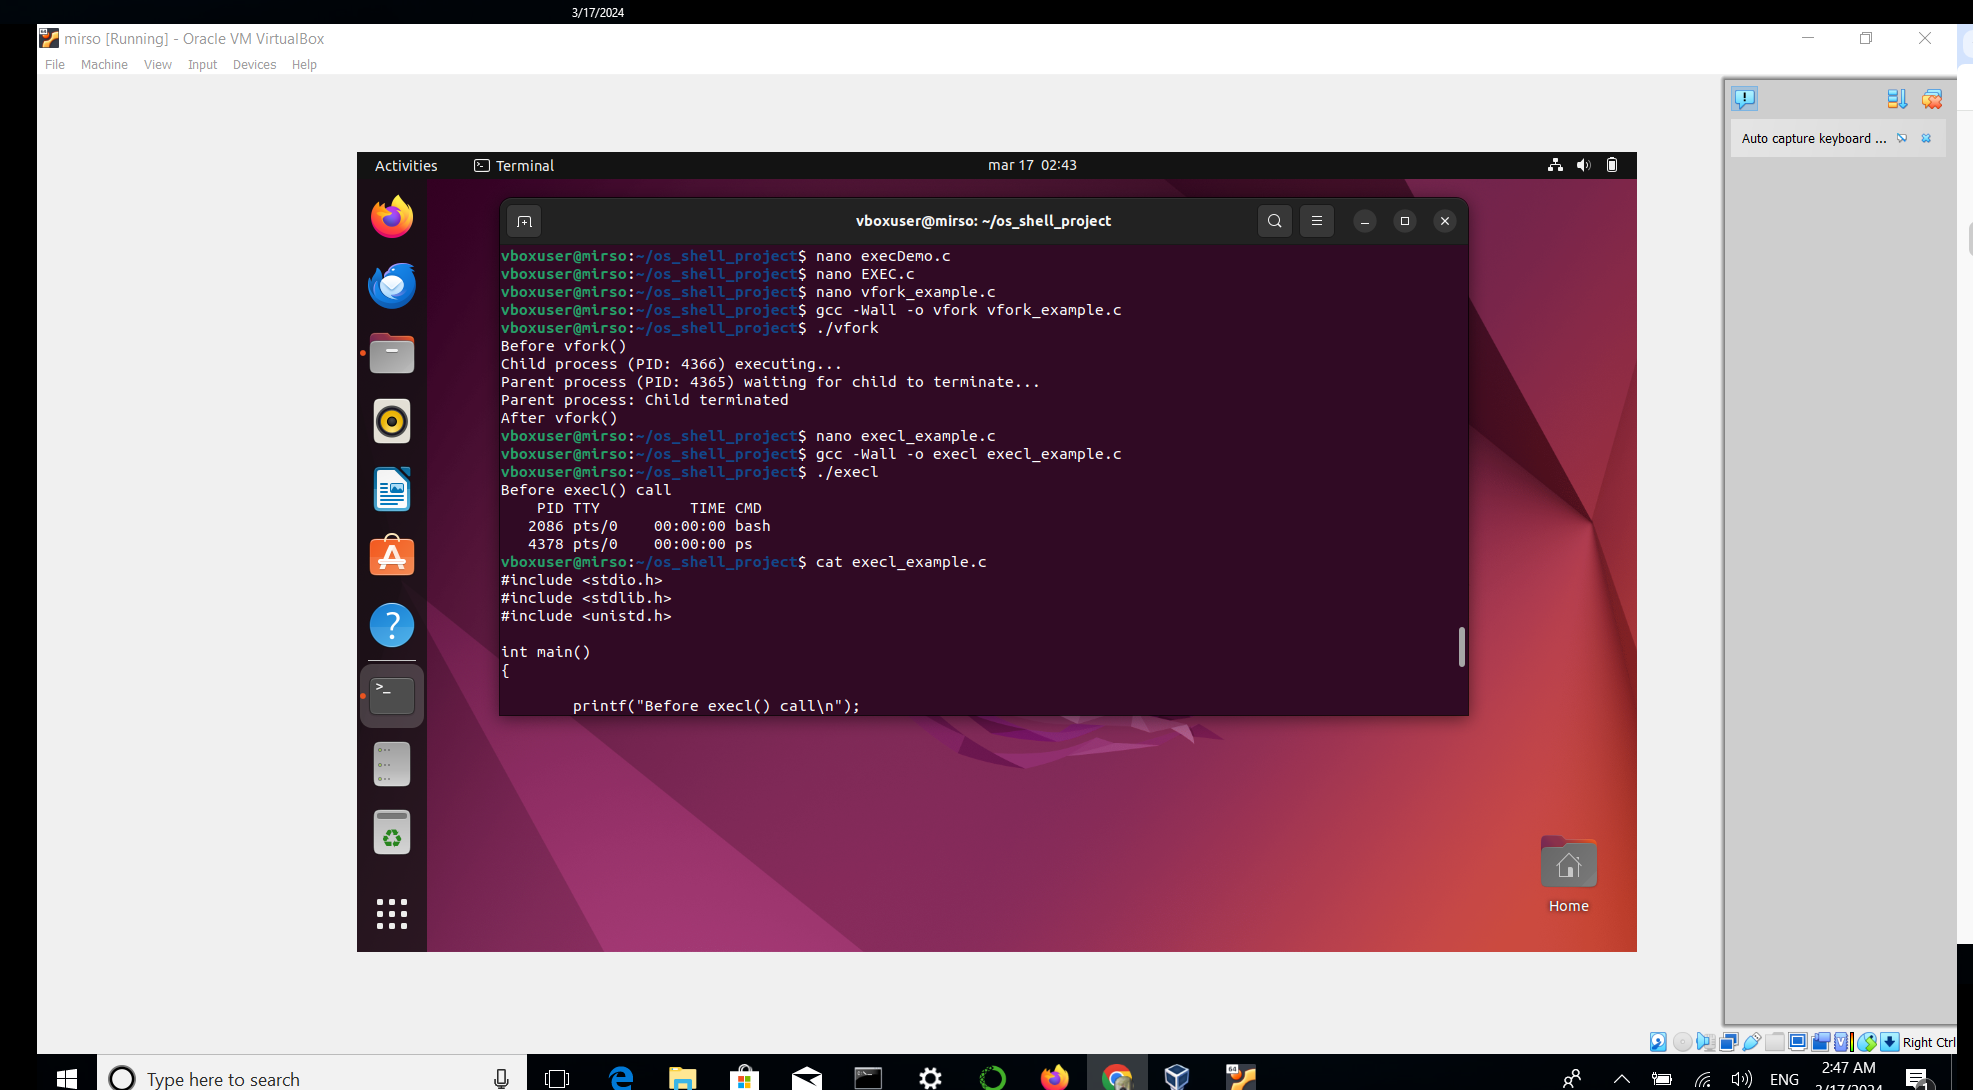 3/17/2024
mirso [Running] - Oracle VM VirtualBox
File Machine View Input Devices Help
Auto capture keyboard ...
Activities Terminal mar 17 02:43
vboxuser@mirso: ~/os_shell_project
vboxuser@mirso:~/os_shell_project$ nano execDemo.c
vboxuser@mirso:~/os_shell_project$ nano EXEC.c
vboxuser@mirso:~/os_shell_project$ nano vfork_example.c
vboxuser@mirso:~/os_shell_project$ gcc -Wall -o vfork vfork_example.c
vboxuser@mirso:~/os_shell_project$ ./vfork
Before vfork()
Child process (PID: 4366) executing...
Parent process (PID: 4365) waiting for child to terminate...
Parent process: Child terminated
After vfork()
vboxuser@mirso:~/os_shell_project$ nano execl_example.c
vboxuser@mirso:~/os_shell_project$ gcc -Wall -o execl execl_example.c
vboxuser@mirso:~/os_shell_project$ ./execl
Before execl() call
    PID TTY          TIME CMD
   2086 pts/0    00:00:00 bash
   4378 pts/0    00:00:00 ps
vboxuser@mirso:~/os_shell_project$ cat execl_example.c
#include <stdio.h>
#include <stdlib.h>
#include <unistd.h>
int main()
{
        printf("Before execl() call\n");
Home
Right Ctrl
Type here to search
ENG
2:47 AM
3/17/2024